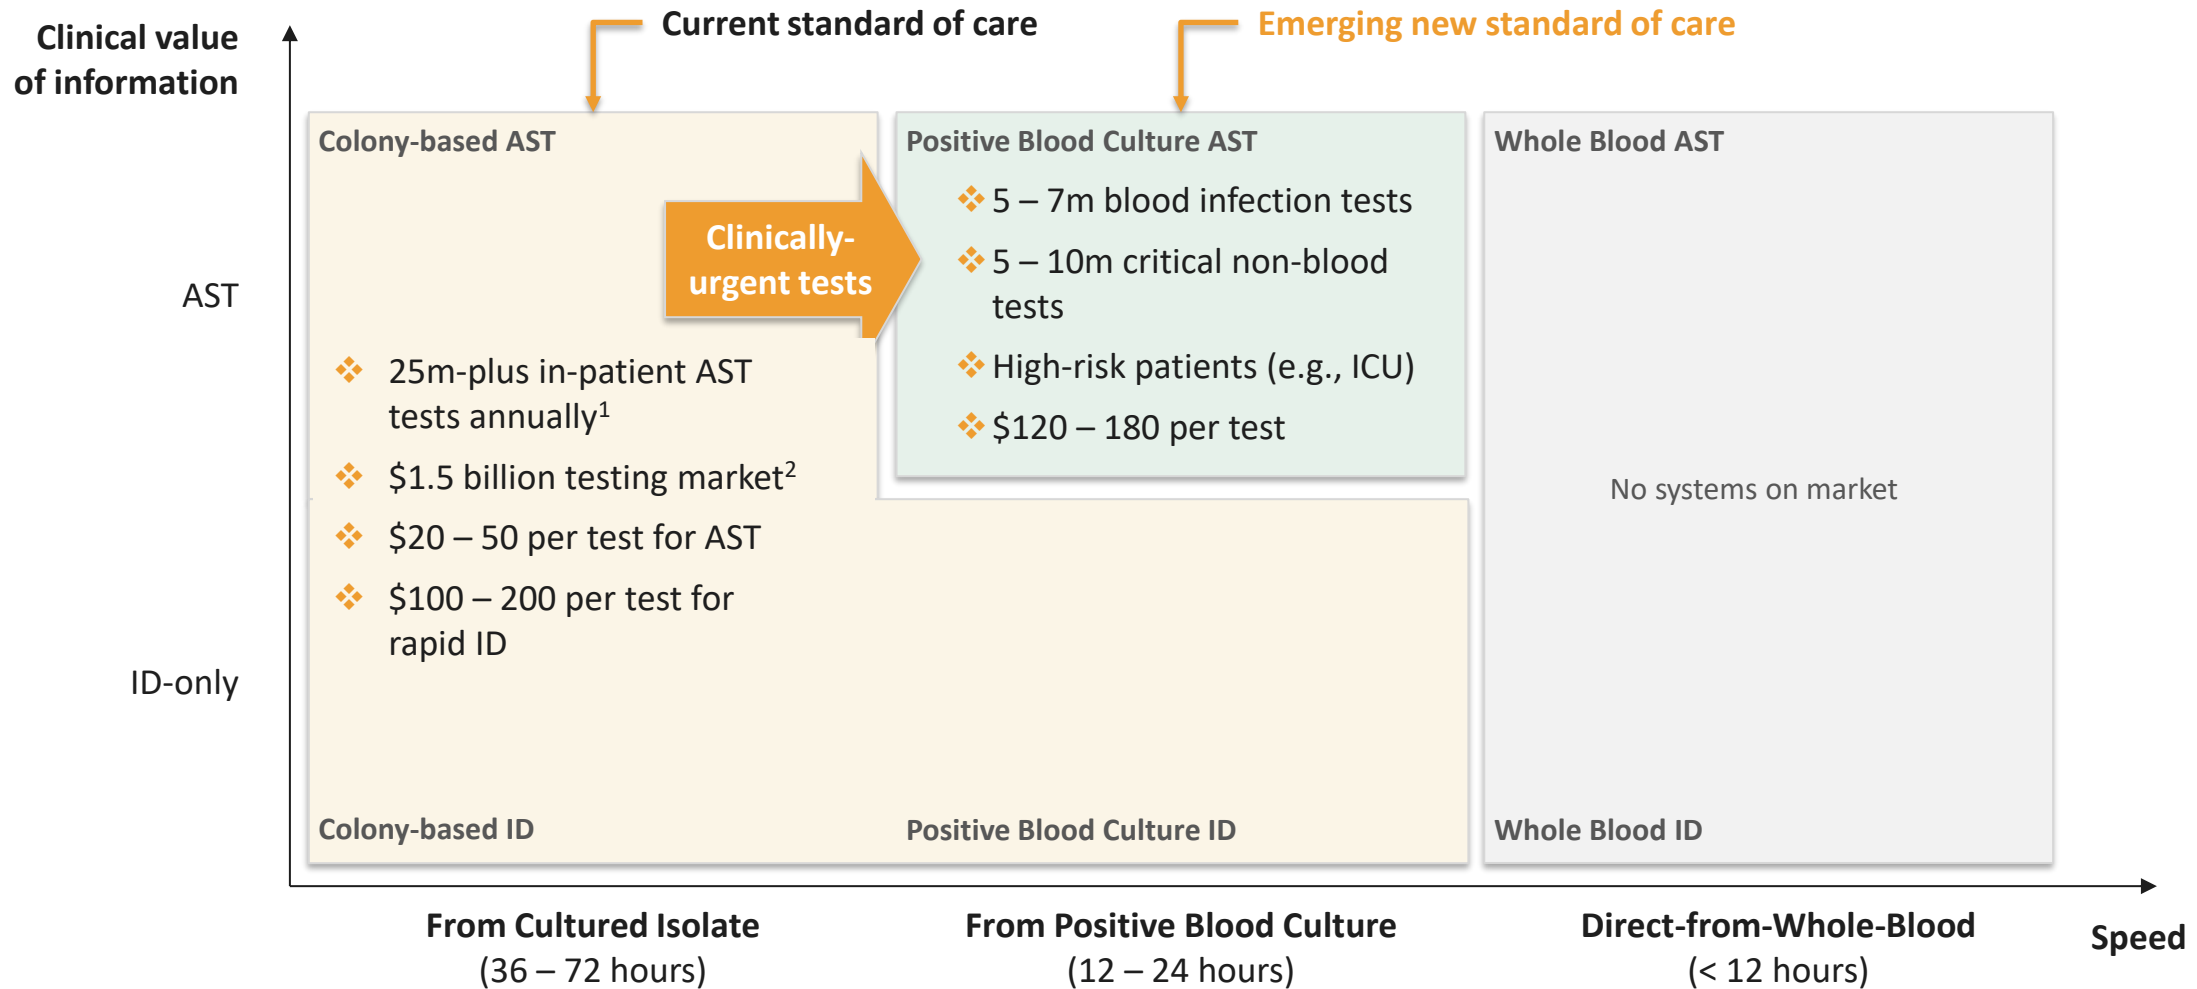 Clinical value
of information
Current standard of care
Emerging new standard of care
Colony-based AST
Clinically-
urgent tests
25m-plus in-patient AST
tests annually1
$1.5 billion testing market2
$20 – 50 per test for AST
$100 – 200 per test for
rapid ID
Positive Blood Culture AST
5 – 7m blood infection tests
5 – 10m critical non-blood
tests
High-risk patients (e.g., ICU)
$120 – 180 per test
Whole Blood AST
No systems on market
AST
ID-only
Colony-based ID
Positive Blood Culture ID
Whole Blood ID
From Cultured Isolate
(36 – 72 hours)
From Positive Blood Culture
(12 – 24 hours)
Direct-from-Whole-Blood
(< 12 hours)
Speed